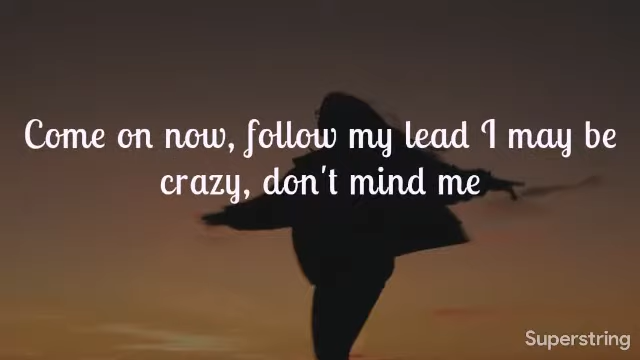 Come on now, follow my lead I may be
crazy, don't mind me
Superstring